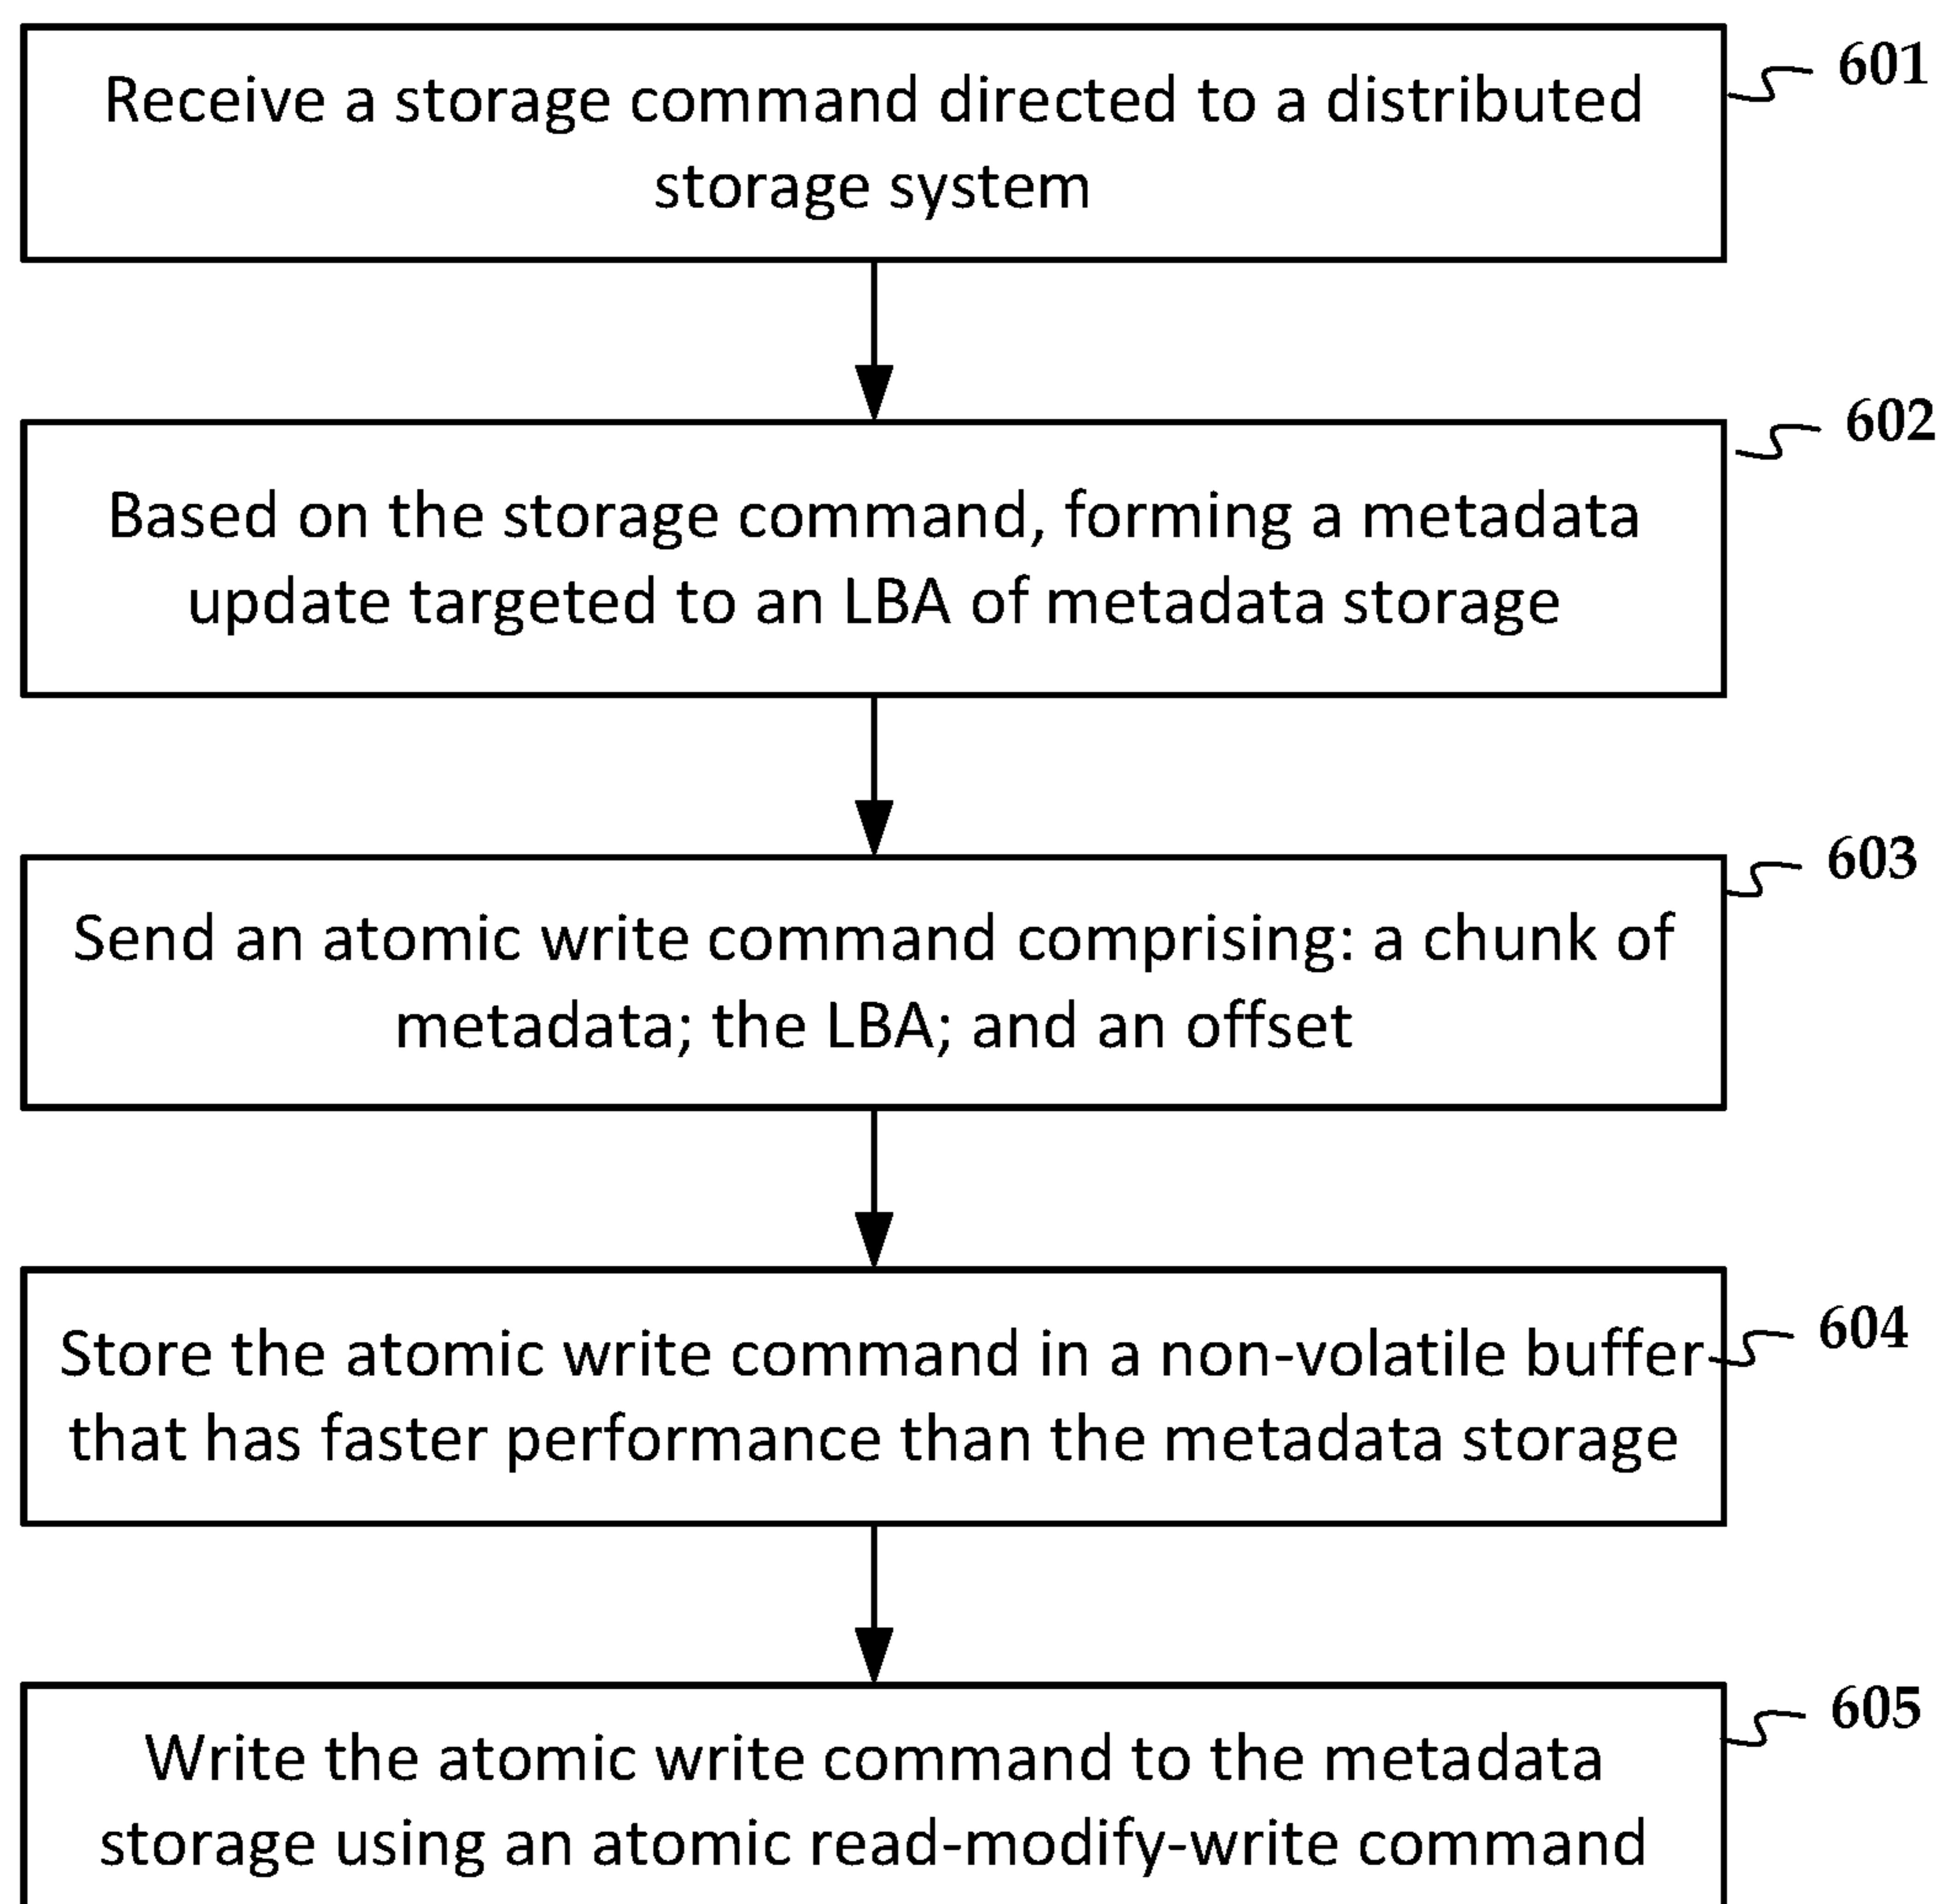 Receive a storage command directed to a distributed
storage system
601
Based on the storage command, forming a metadata
update targeted to an LBA of metadata storage
602
Send an atomic write command comprising: a chunk of
metadata; the LBA; and an offset
603
Store the atomic write command in a non-volatile buffer
that has faster performance than the metadata storage
604
Write the atomic write command to the metadata
storage using an atomic read-modify-write command
605